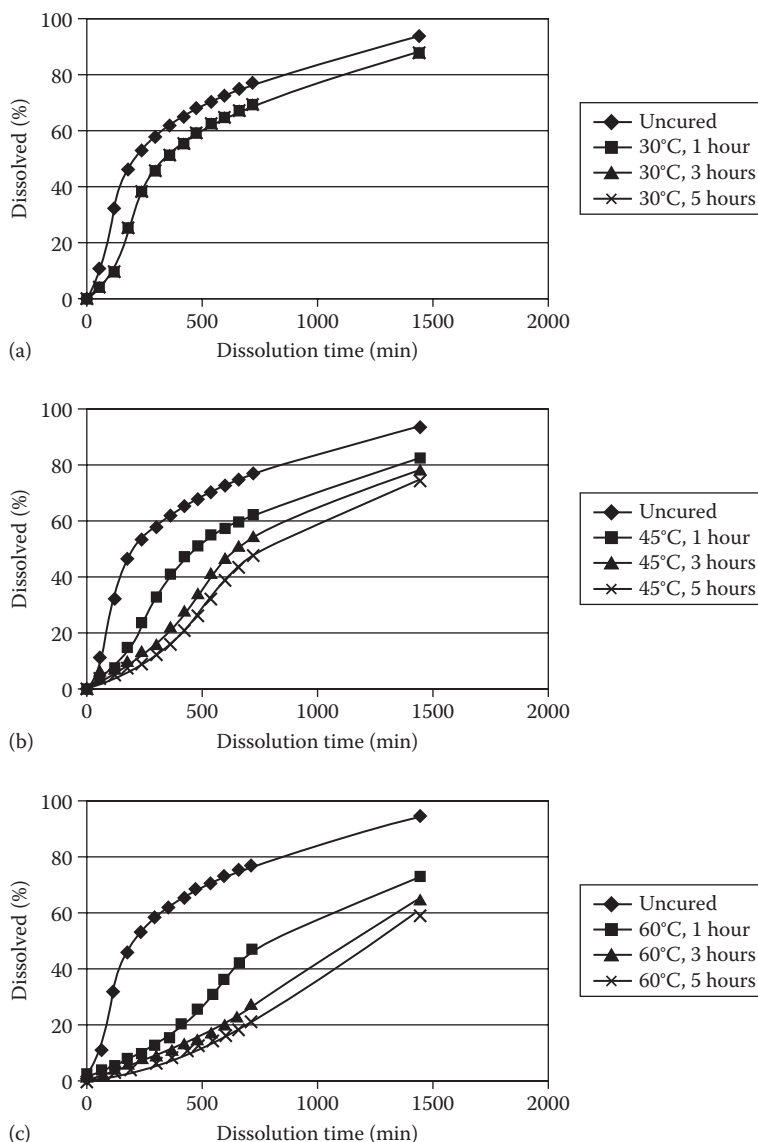 100
80
60
40
20
0
Dissolved (%)
0 500 1000 1500 2000
Dissolution time (min)
(a)
Uncured
30°C, 1 hour
30°C, 3 hours
30°C, 5 hours
100
80
60
40
20
0
Dissolved (%)
0 500 1000 1500 2000
Dissolution time (min)
(b)
Uncured
45°C, 1 hour
45°C, 3 hours
45°C, 5 hours
100
80
60
40
20
0
Dissolved (%)
0 500 1000 1500 2000
Dissolution time (min)
(c)
Uncured
60°C, 1 hour
60°C, 3 hours
60°C, 5 hours